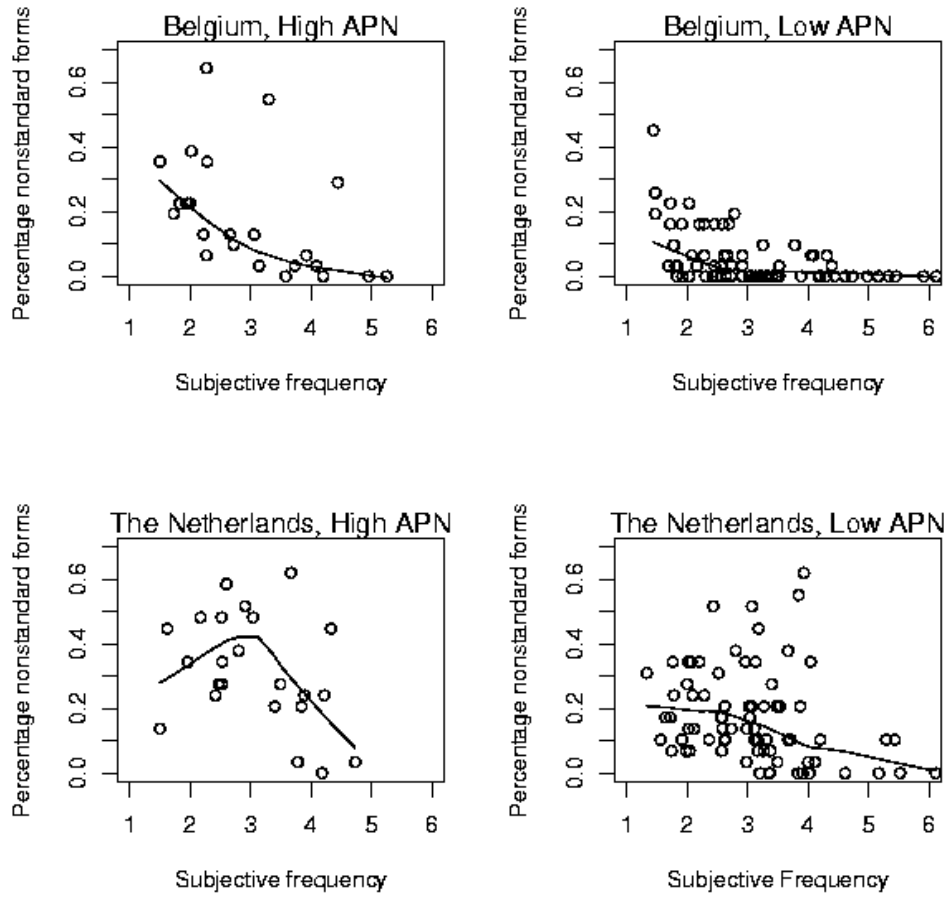 Belgium, High APN
Percentage nonstandard forms
0.0 0.2 0.4 0.6
1 2 3 4 5 6
Subjective frequency
Belgium, Low APN
Percentage nonstandard forms
0.0 0.2 0.4 0.6
1 2 3 4 5 6
Subjective frequency
The Netherlands, High APN
Percentage nonstandard forms
0.0 0.2 0.4 0.6
1 2 3 4 5 6
Subjective frequency
The Netherlands, Low APN
Percentage nonstandard forms
0.0 0.2 0.4 0.6
1 2 3 4 5 6
Subjective Frequency